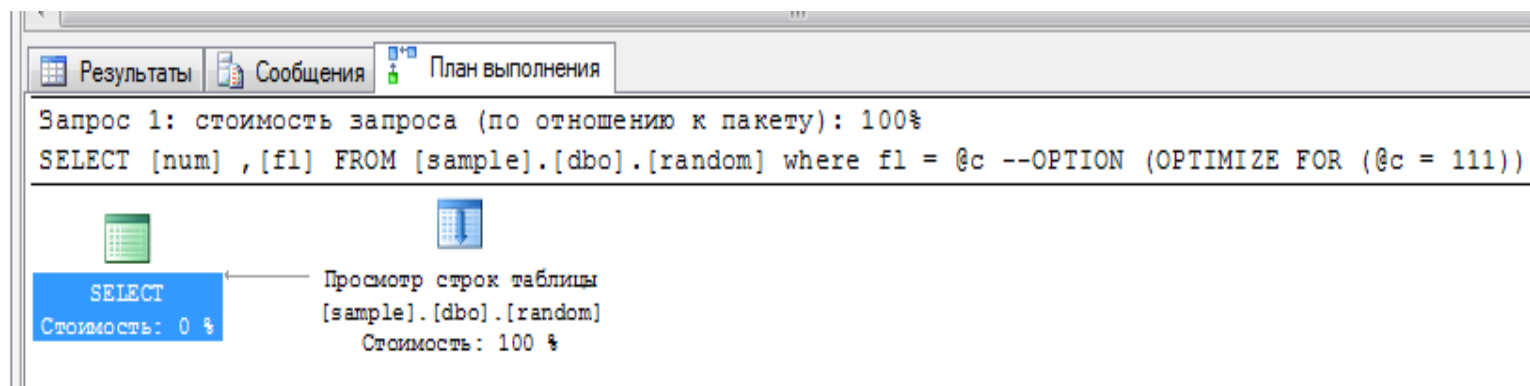 Результаты Сообщения План выполнения
Запрос 1: стоимость запроса (по отношению к пакету): 100%
SELECT [num] ,[fl] FROM [sample].[dbo].[random] where fl = @c --OPTION (OPTIMIZE FOR (@c = 111))
SELECT
Стоимость: 0 %
Просмотр строк таблицы
[sample].[dbo].[random]
Стоимость: 100 %